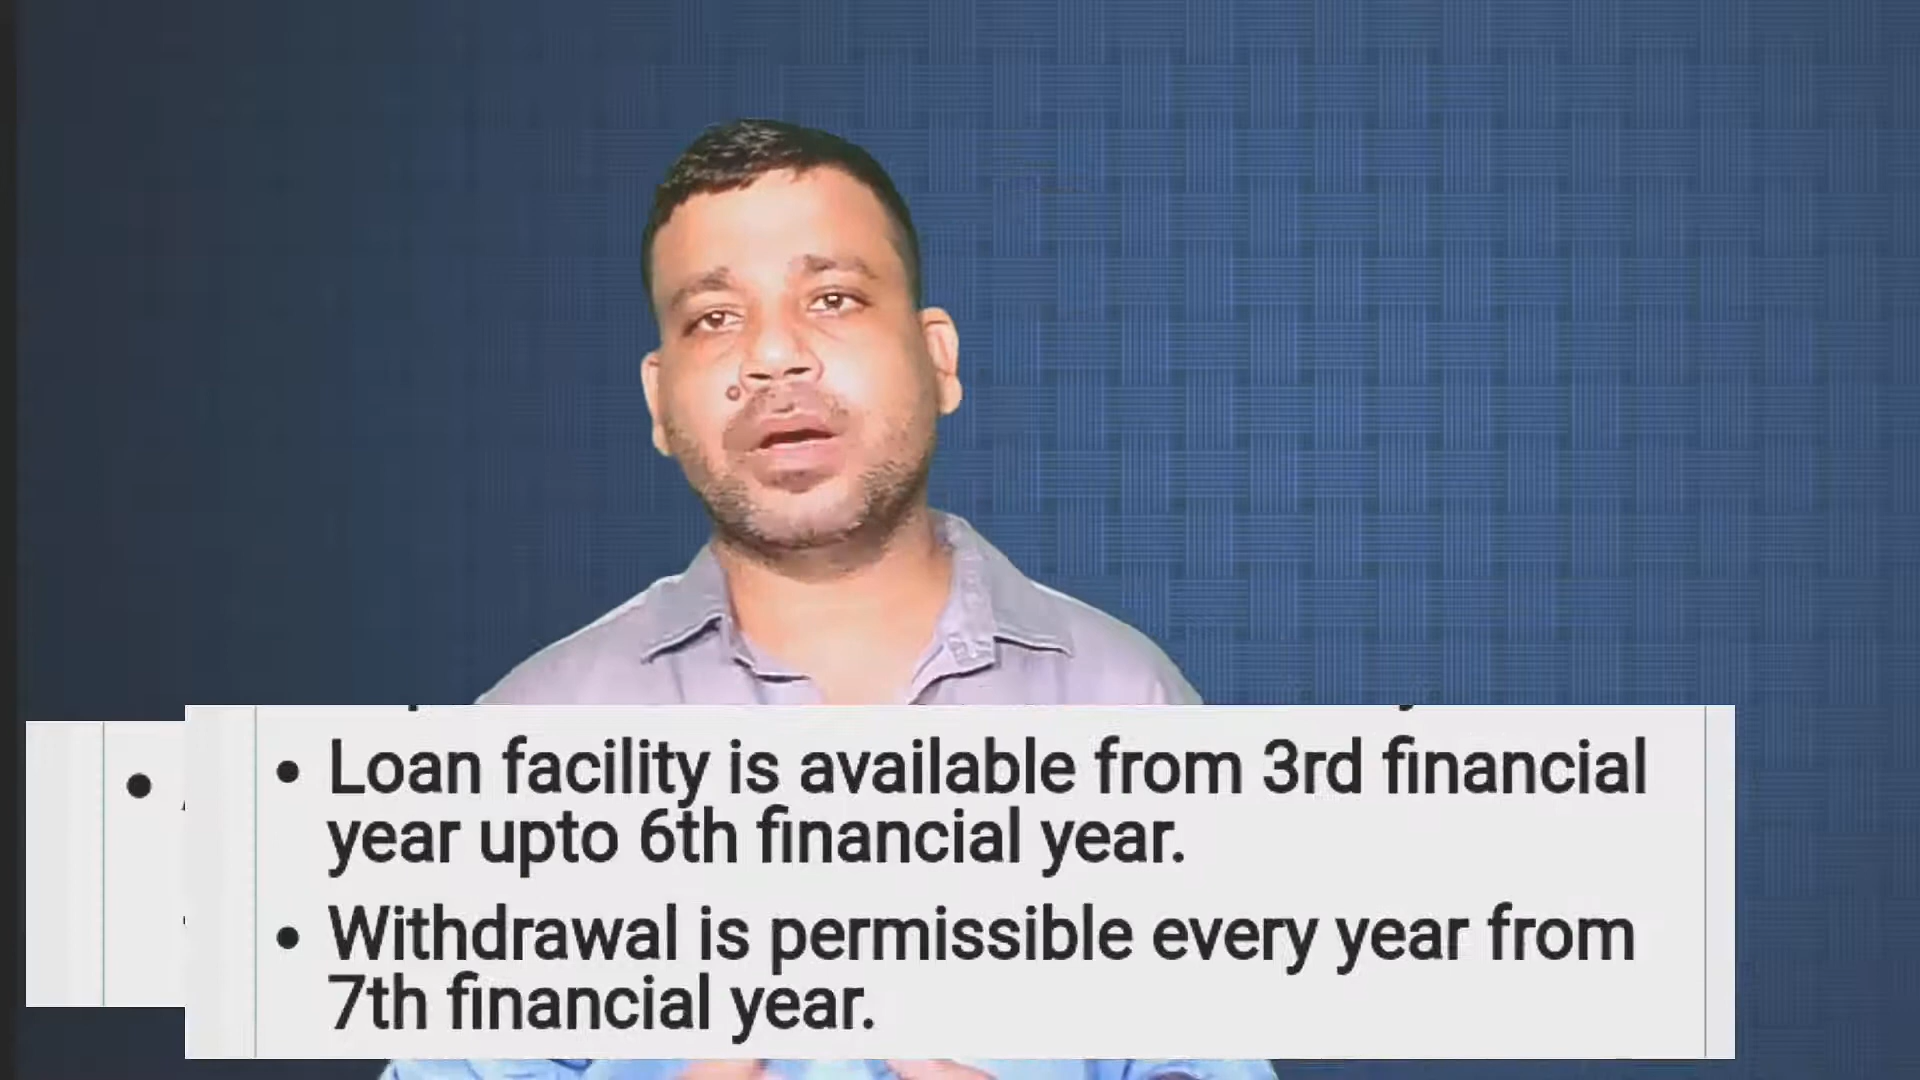 • Loan facility is available from 3rd financial
year upto 6th financial year.
• Withdrawal is permissible every year from
7th financial year.